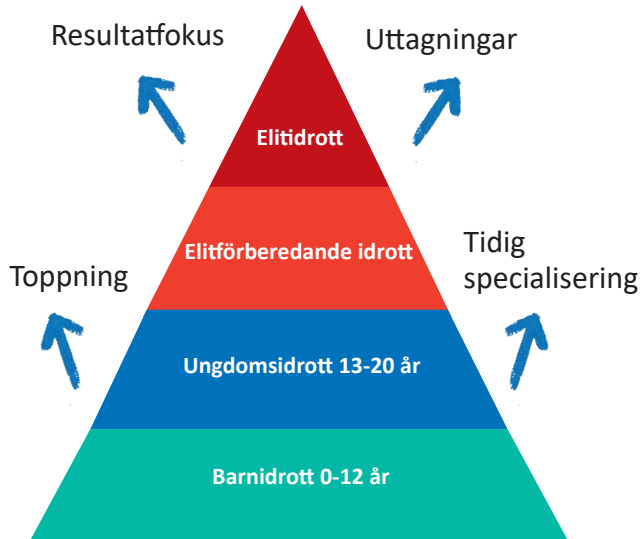 Resultatfokus
Uttagningar
Elitidrott
Elitförberedande idrott
Tidig
specialisering
Toppning
Ungdomsidrott 13-20 år
Barnidrott 0-12 år